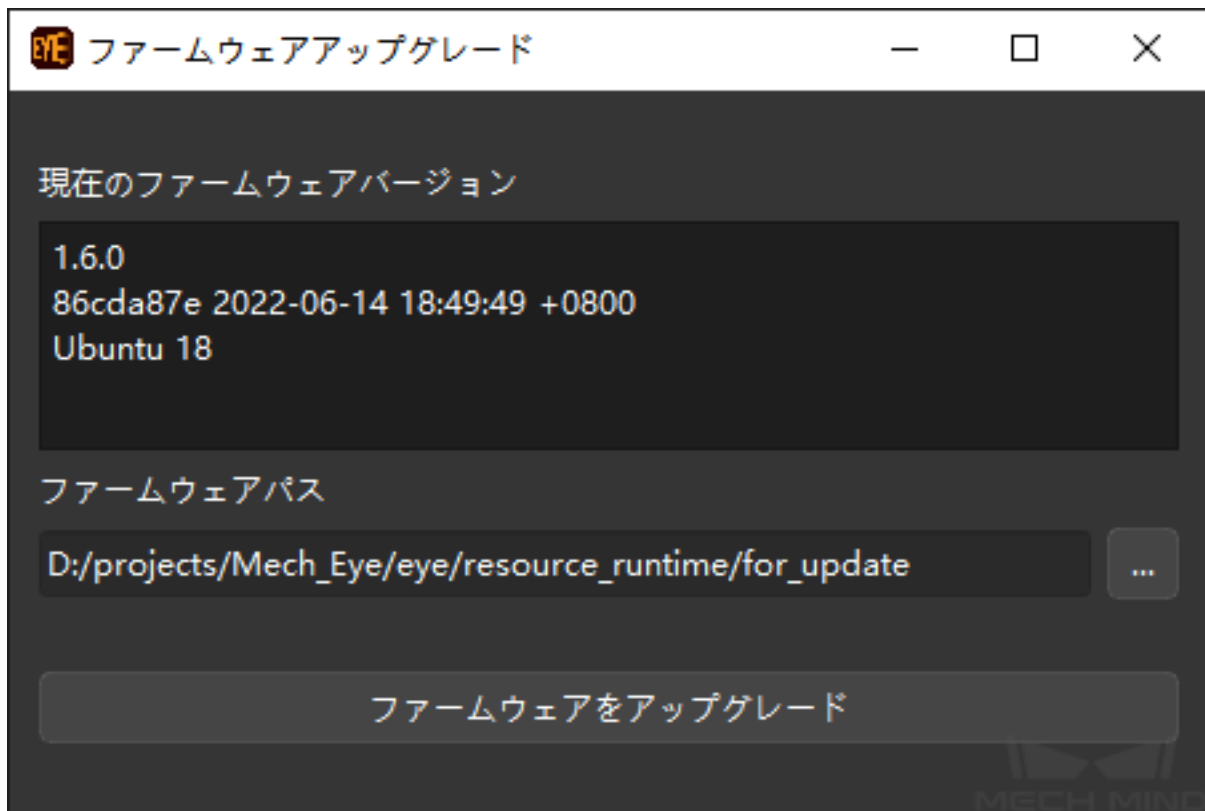 EYE ファームウェアアップグレード
現在のファームウェアバージョン
1.6.0
86cda87e 2022-06-14 18:49:49 +0800
Ubuntu 18
ファームウェアパス
D:/projects/Mech_Eye/eye/resource_runtime/for_update
...
ファームウェアをアップグレード
MECH MIND